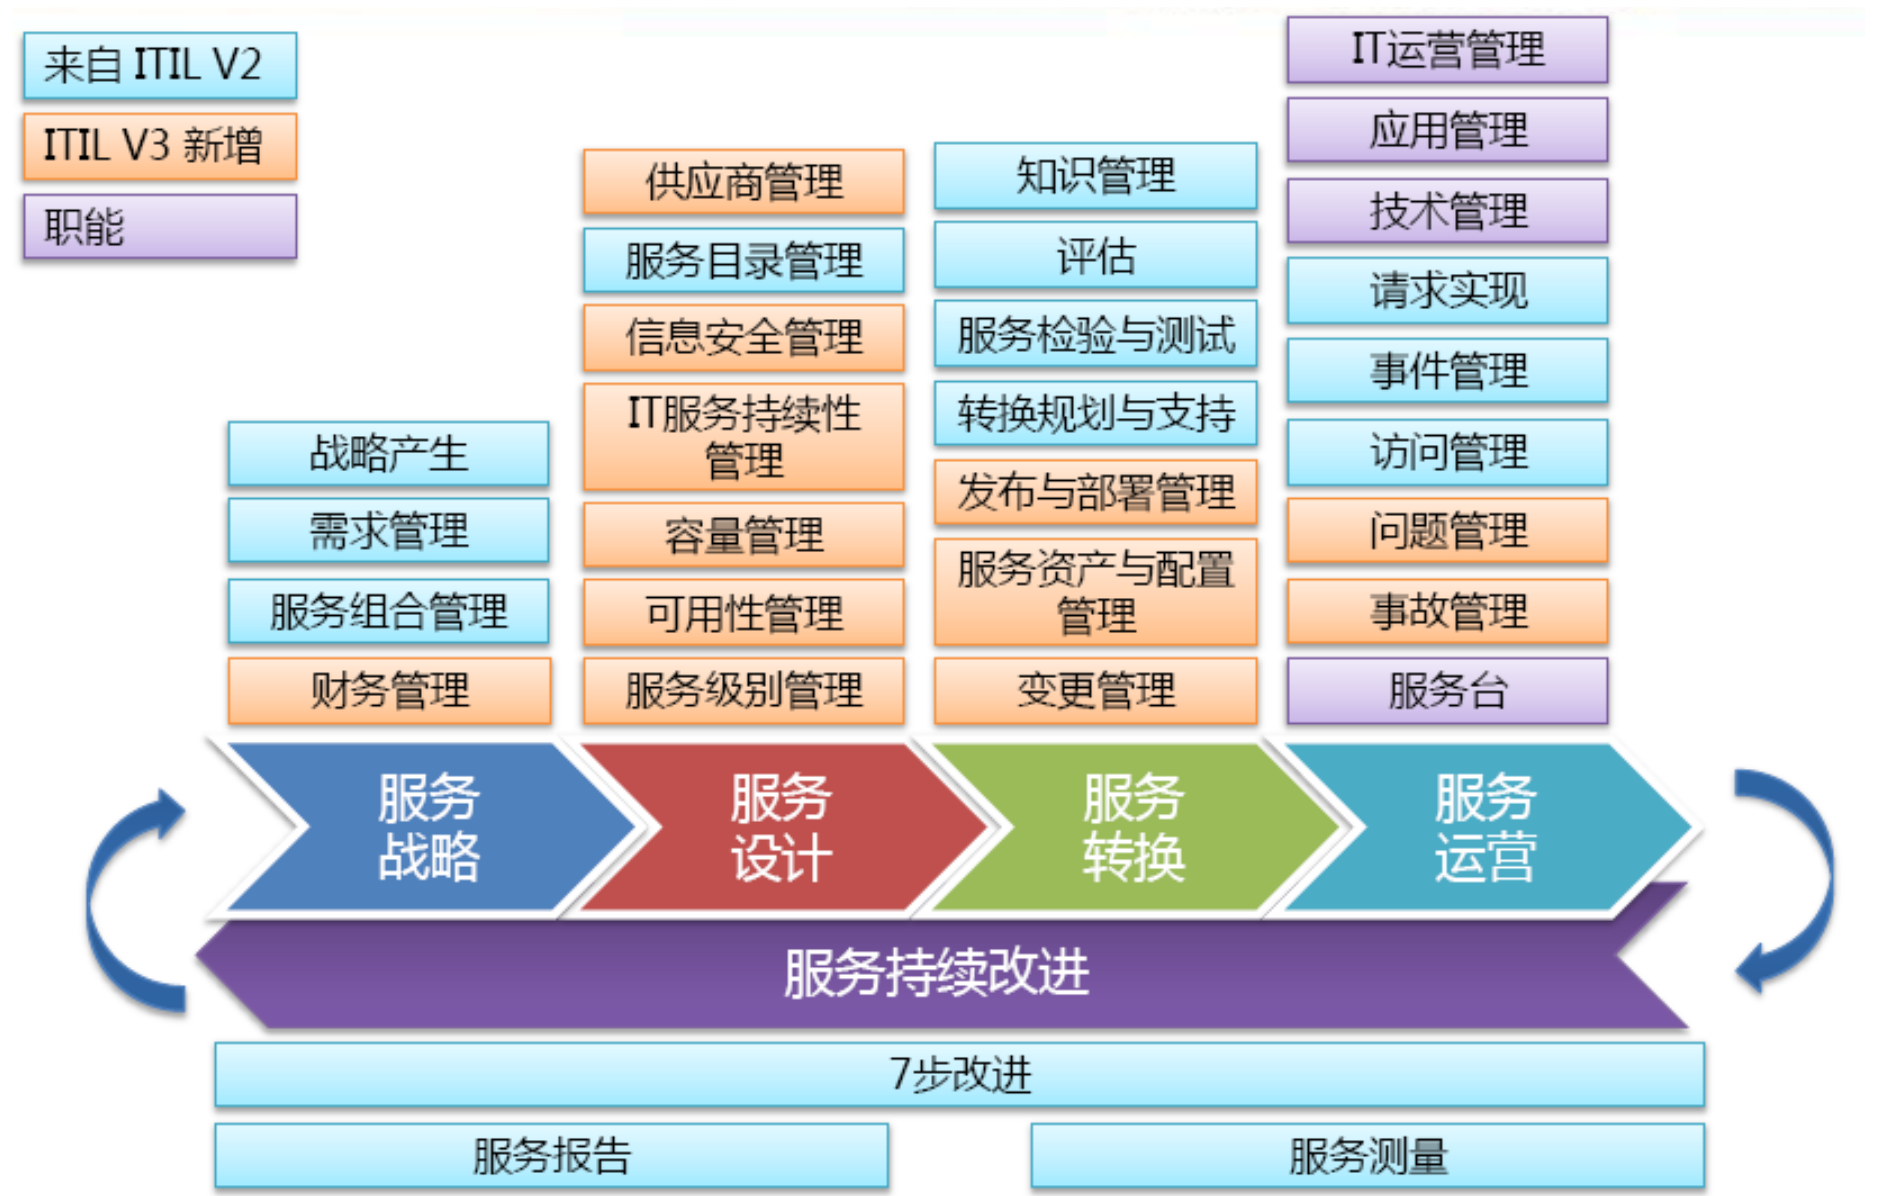 来自 ITIL V2
ITIL V3 新增
职能
战略产生
需求管理
服务组合管理
财务管理
供应商管理
服务目录管理
信息安全管理
IT服务持续性
管理
容量管理
可用性管理
服务级别管理
知识管理
评估
服务检验与测试
转换规划与支持
发布与部署管理
服务资产与配置
管理
变更管理
IT运营管理
应用管理
技术管理
请求实现
事件管理
访问管理
问题管理
事故管理
服务台
服务
战略
服务
设计
服务
转换
服务
运营
服务持续改进
7步改进
服务报告
服务测量